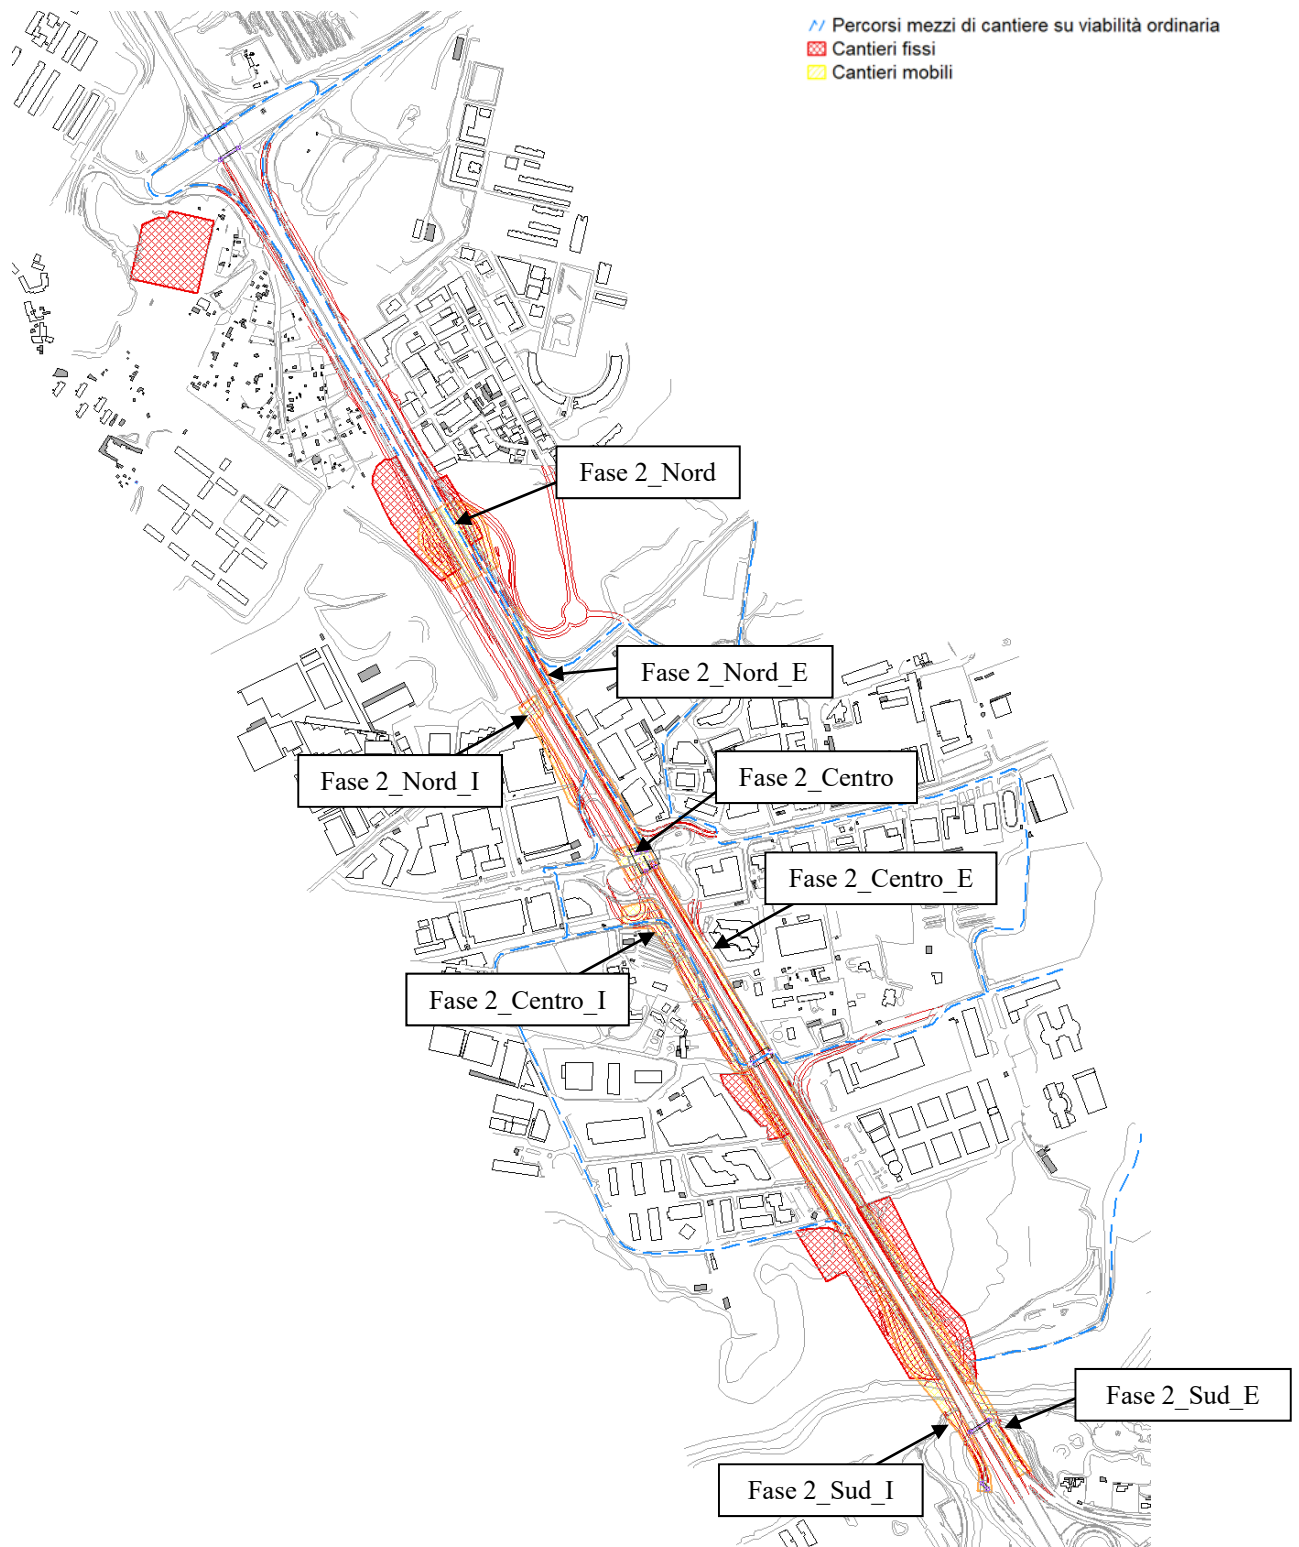 Percorsi mezzi di cantiere su viabilità ordinaria
Cantieri fissi
Cantieri mobili
Fase 2_Nord
Fase 2_Nord_E
Fase 2_Nord_I
Fase 2_Centro
Fase 2_Centro_E
Fase 2_Centro_I
Fase 2_Sud_E
Fase 2_Sud_I